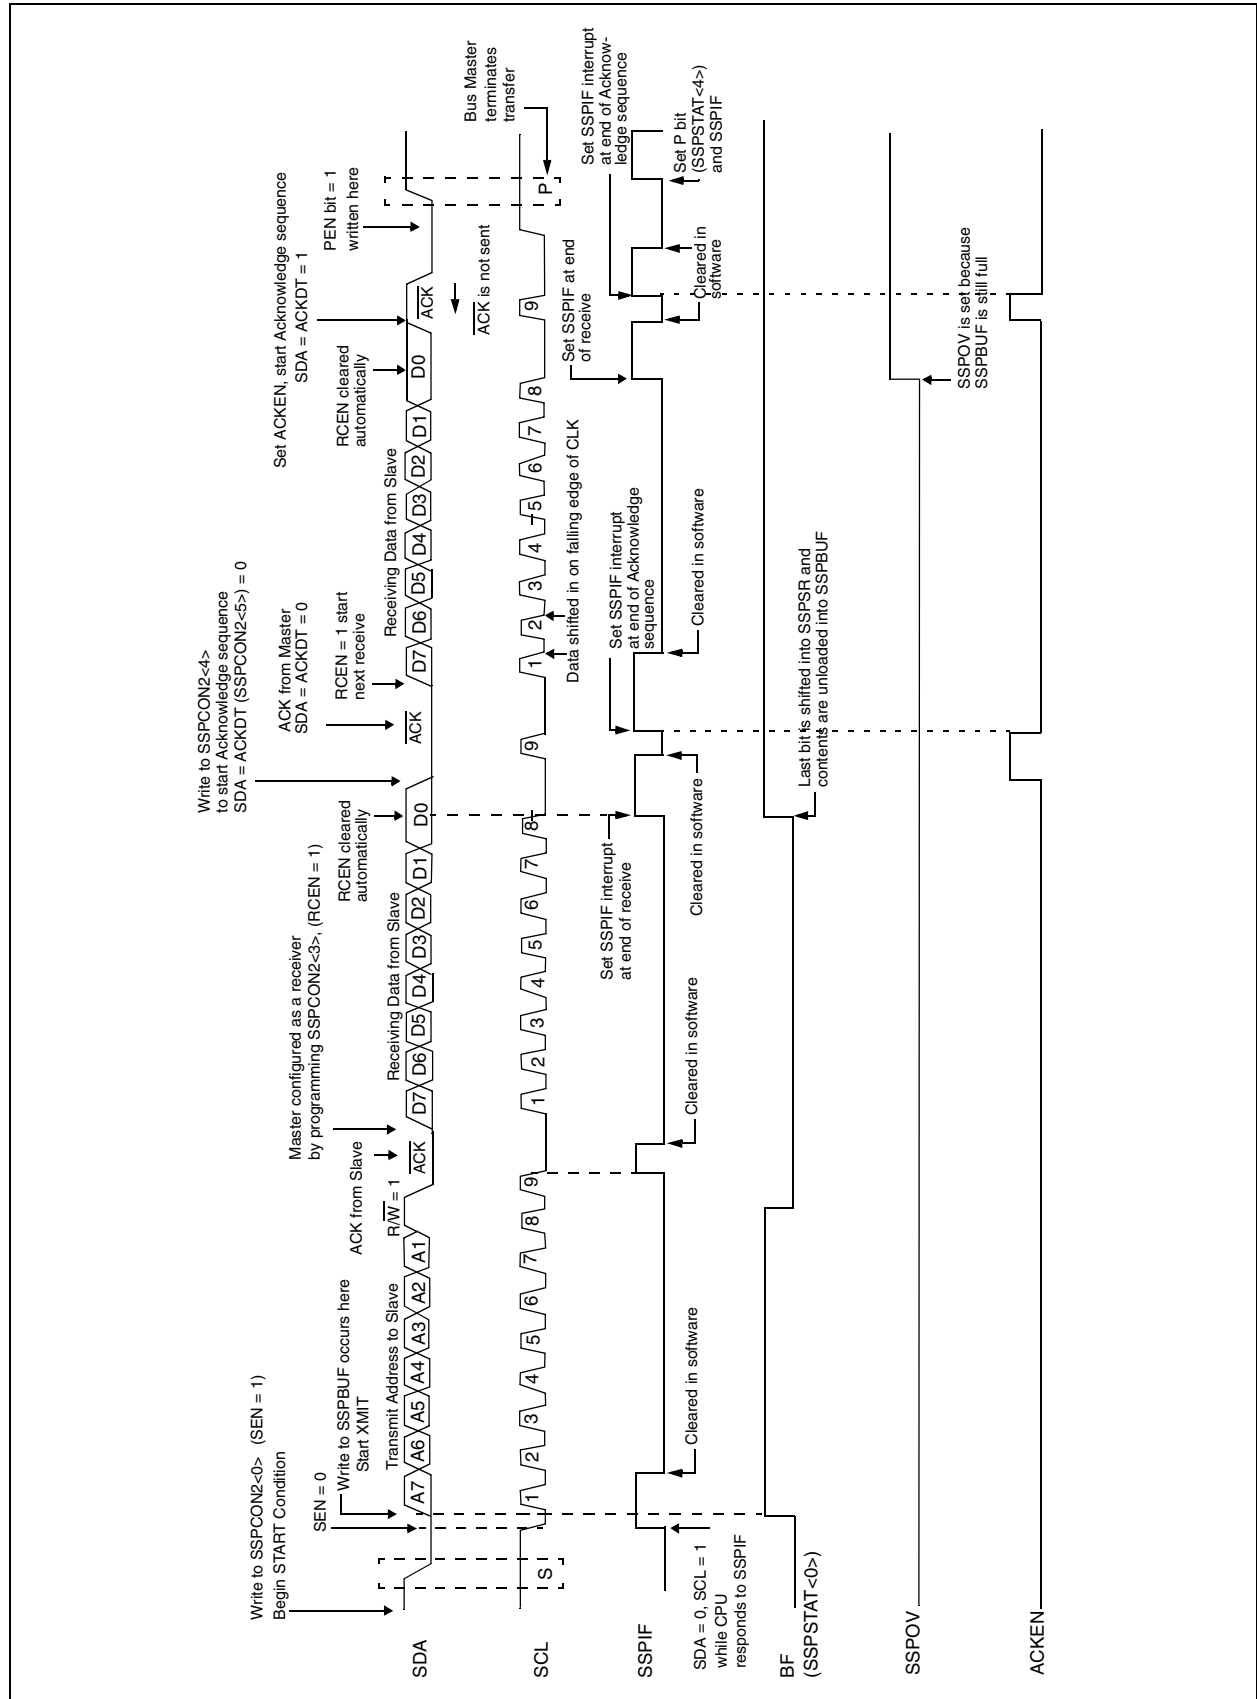 Write to SSPCON2<0> (SEN = 1)
Begin START Condition
SEN = 0
Write to SSPBUF occurs here
Start XMIT
Transmit Address to Slave
R/W = 1
ACK from Slave
Master configured as a receiver
by programming SSPCON2<3>, (RCEN = 1)
Receiving Data from Slave
RCEN cleared
automatically
Write to SSPCON2<4>
to start Acknowledge sequence
SDA = ACKDT (SSPCON2<5>) = 0
ACK from Master
SDA = ACKDT = 0
RCEN = 1 start
next receive
Receiving Data from Slave
RCEN cleared
automatically
Set ACKEN, start Acknowledge sequence
SDA = ACKDT = 1
PEN bit = 1
written here
SDA
A7 A6 A5 A4 A3 A2 A1 ACK D7 D6 D5 D4 D3 D2 D1 D0 ACK D7 D6 D5 D4 D3 D2 D1 D0 ACK
ACK is not sent
Bus Master
terminates
transfer
SCL
S 1 2 3 4 5 6 7 8 9 1 2 3 4 5 6 7 8 9 1 2 3 4 5 6 7 8 9 P
Data shifted in on falling edge of CLK
Set SSPIF interrupt
at end of receive
Set SSPIF interrupt
at end of Acknowledge
sequence
Set SSPIF at end
of receive
Set SSPIF interrupt
at end of Acknow-
ledge sequence
SSPIF
SDA = 0, SCL = 1
while CPU
responds to SSPIF
Cleared in software
Cleared in software
Cleared in software
Cleared in software
Cleared in software
Cleared in
software
Set P bit
(SSPSTAT<4>)
and SSPIF
BF
(SSPSTAT<0>)
Last bit is shifted into SSPSR and
contents are unloaded into SSPBUF
SSPOV
SSPOV is set because
SSPBUF is still full
ACKEN